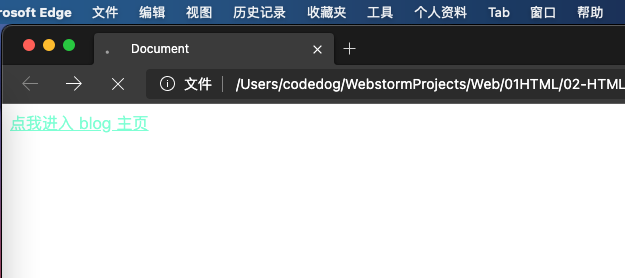 rosoft Edge 文件 编辑 视图 历史记录 收藏夹 工具 个人资料 Tab 窗口 帮助
Document
文件 /Users/codedog/WebstormProjects/Web/01HTML/02-HTML
点我进入 blog 主页